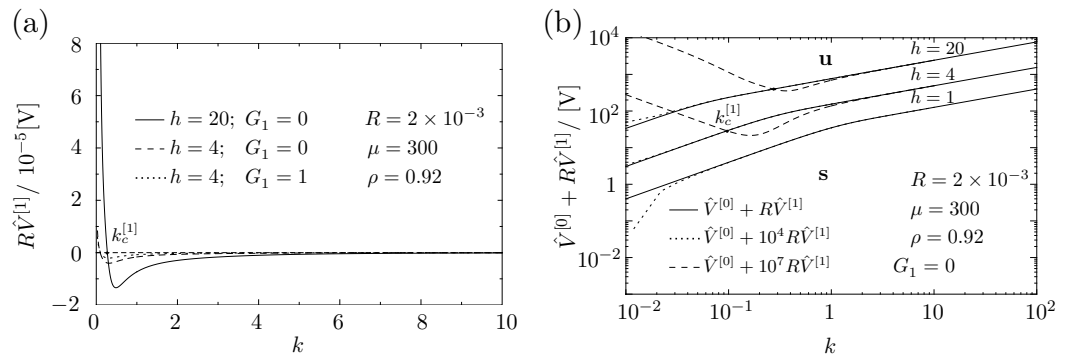 (a)
RV̂^[1] / 10^−5 [V]
8
6
4
2
0
−2
h = 20; G_1 = 0 R = 2 × 10^−3
h = 4; G_1 = 0 μ = 300
h = 4; G_1 = 1 ρ = 0.92
k_c^[1]
0 2 4 6 8 10
k
(b)
V̂^[0] + RV̂^[1] / [V]
10^4
10^2
1
10^−2
u
h = 20
h = 4
h = 1
k_c^[1]
s
R = 2 × 10^−3
V̂^[0] + RV̂^[1] μ = 300
V̂^[0] + 10^4 RV̂^[1] ρ = 0.92
V̂^[0] + 10^7 RV̂^[1] G_1 = 0
10^−2 10^−1 1 10 10^2
k